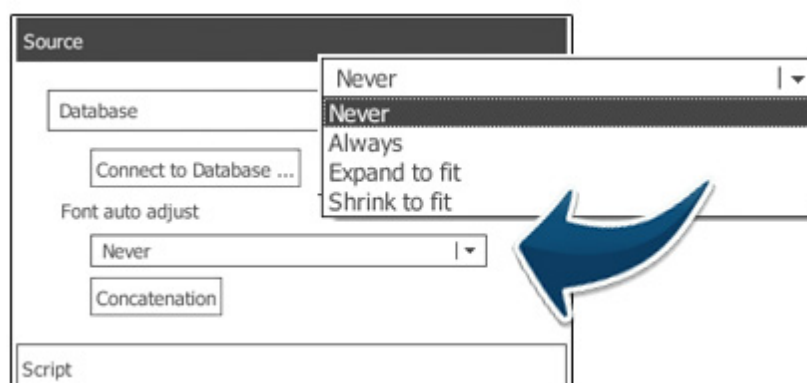 Source
Database
Connect to Database ...
Font auto adjust
Never
Concatenation
Script
Never
Never
Always
Expand to fit
Shrink to fit